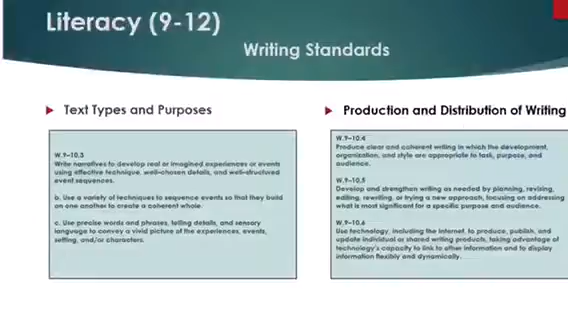 Literacy (9-12)
Writing Standards
Text Types and Purposes
W.9-10.3
Write narratives to develop real or imagined experiences or events
using effective technique, well-chosen details, and well-structured
event sequences.
b. Use a variety of techniques to sequence events so that they build
on one another to create a coherent whole.
c. Use precise words and phrases, telling details, and sensory
language to convey a vivid picture of the experiences, events,
setting, and/or characters.
Production and Distribution of Writing
W.9-10.4
Produce clear and coherent writing in which the development,
organization, and style are appropriate to task, purpose, and
audience.
W.9-10.5
Develop and strengthen writing as needed by planning, revising,
editing, rewriting, or trying a new approach, focusing on addressing
what is most significant for a specific purpose and audience.
W.9-10.6
Use technology, including the Internet, to produce, publish, and
update individual or shared writing products, taking advantage of
technology's capacity to link to other information and to display
information flexibly and dynamically.